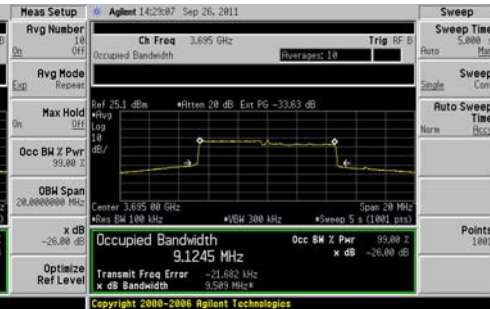 Meas Setup
Avg Number
10
On Off
Avg Mode
Exp Repeat
Max Hold
On Off
Occ BW % Pwr
99.00 %
OBW Span
20.0000000 MHz
x dB
-26.00 dB
Optimize
Ref Level
Agilent 14:29:07 Sep 26, 2011
Ch Freq 3.695 GHz Trig RF B
Occupied Bandwidth Averages: 10
Ref 25.1 dBm #Atten 20 dB Ext PG -33.63 dB
#Avg
Log
10
dB/
Center 3.695 00 GHz Span 20 MHz
#Res BW 100 kHz #VBW 300 kHz #Sweep 5 s (1001 pts)
Occupied Bandwidth Occ BW % Pwr 99.00 %
9.1245 MHz x dB -26.00 dB
Transmit Freq Error -21.682 kHz
x dB Bandwidth 9.509 MHz*
Copyright 2000-2006 Agilent Technologies
Sweep
Sweep Time
5.000
Auto Man
Sweep
Single Cont
Auto Sweep
Time
Norm Accy
Points
1001